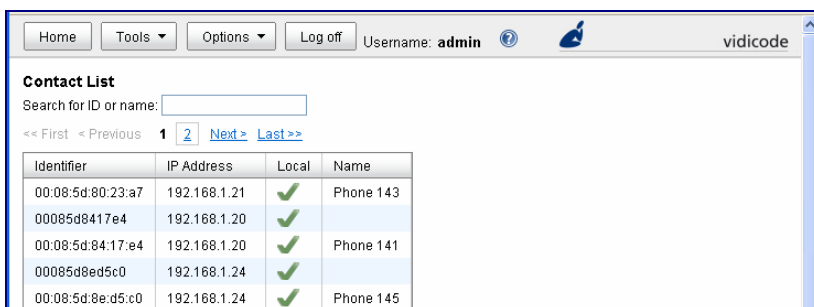 Home Tools Options Log off Username: admin ? vidicode
Contact List
Search for ID or name:
<< First < Previous 1 2 Next > Last >>
Identifier IP Address Local Name
00:08:5d:80:23:a7 192.168.1.21 Phone 143
00085d8417e4 192.168.1.20
00:08:5d:84:17:e4 192.168.1.20 Phone 141
00085d8ed5c0 192.168.1.24
00:08:5d:8e:d5:c0 192.168.1.24 Phone 145